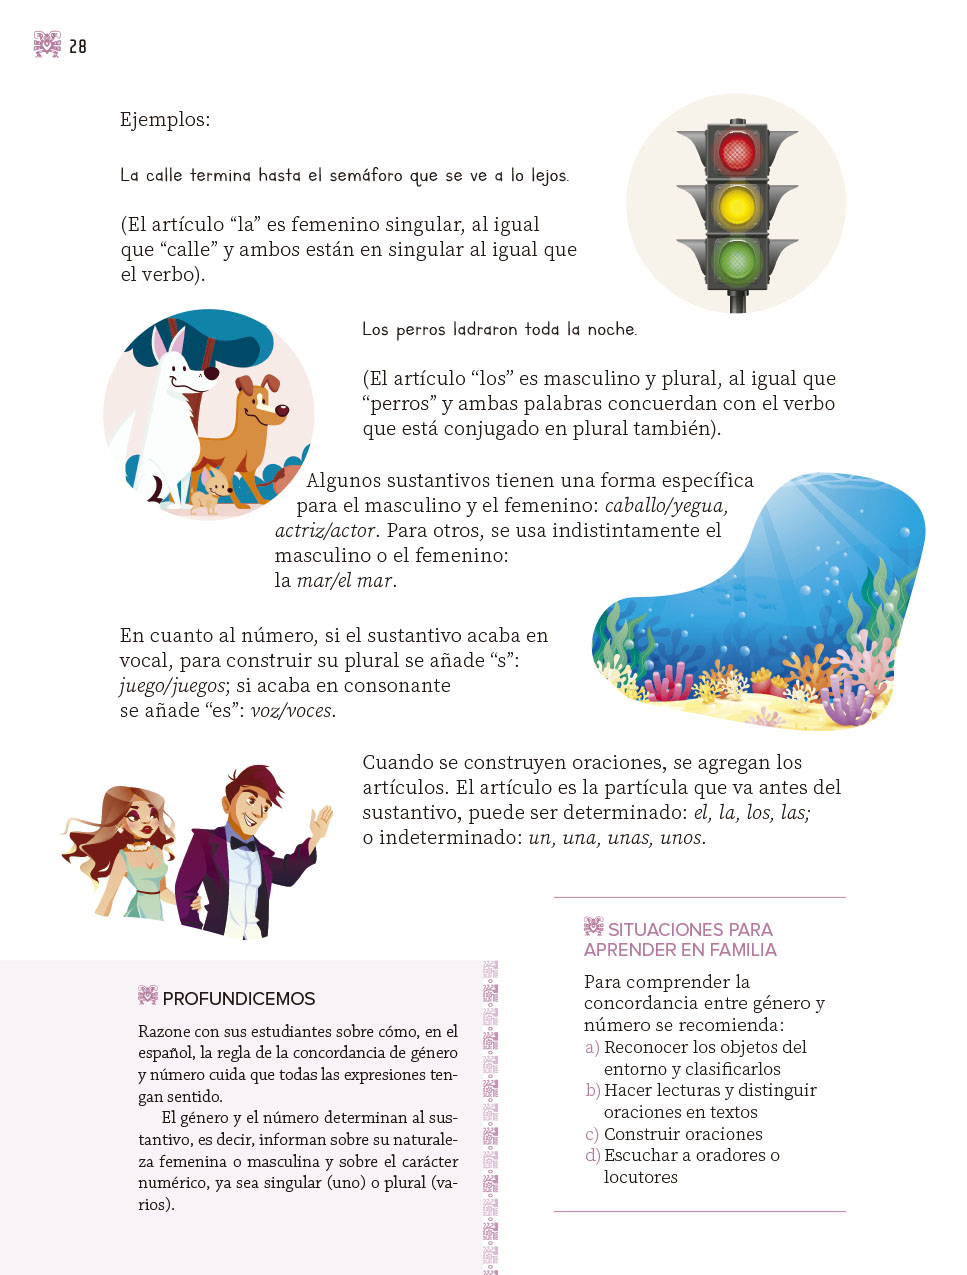 28
Ejemplos:
La calle termina hasta el semáforo que se ve a lo lejos.
(El artículo “la” es femenino singular, al igual
que “calle” y ambos están en singular al igual que
el verbo).
Los perros ladraron toda la noche.
(El artículo “los” es masculino y plural, al igual que
“perros” y ambas palabras concuerdan con el verbo
que está conjugado en plural también).
Algunos sustantivos tienen una forma específica
para el masculino y el femenino: caballo/yegua,
actriz/actor. Para otros, se usa indistintamente el
masculino o el femenino:
la mar/el mar.
En cuanto al número, si el sustantivo acaba en
vocal, para construir su plural se añade “s”:
juego/juegos; si acaba en consonante
se añade “es”: voz/voces.
Cuando se construyen oraciones, se agregan los
artículos. El artículo es la partícula que va antes del
sustantivo, puede ser determinado: el, la, los, las;
o indeterminado: un, una, unas, unos.
SITUACIONES PARA
APRENDER EN FAMILIA
Para comprender la
concordancia entre género y
número se recomienda:
a) Reconocer los objetos del
entorno y clasificarlos
b) Hacer lecturas y distinguir
oraciones en textos
c) Construir oraciones
d) Escuchar a oradores o
locutores
PROFUNDICEMOS
Razone con sus estudiantes sobre cómo, en el
español, la regla de la concordancia de género
y número cuida que todas las expresiones ten-
gan sentido.
El género y el número determinan al sus-
tantivo, es decir, informan sobre su naturale-
za femenina o masculina y sobre el carácter
numérico, ya sea singular (uno) o plural (va-
rios).